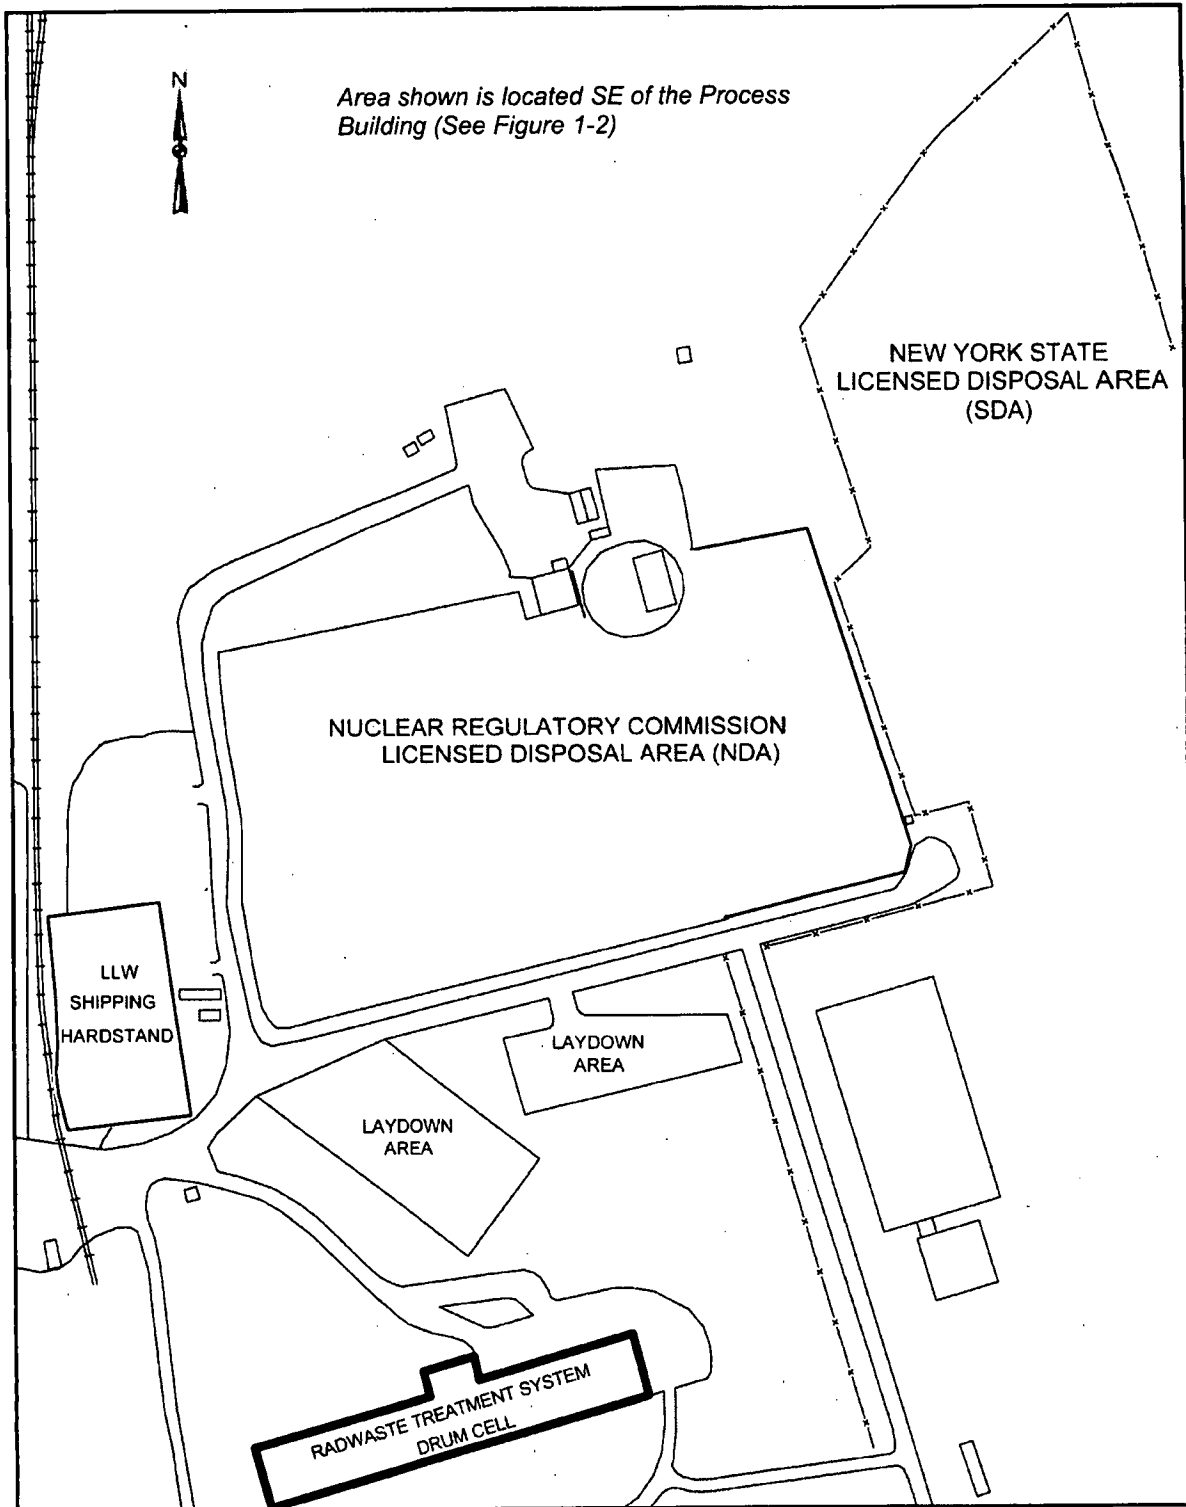 N
Area shown is located SE of the Process
Building (See Figure 1-2)
NEW YORK STATE
LICENSED DISPOSAL AREA
(SDA)
NUCLEAR REGULATORY COMMISSION
LICENSED DISPOSAL AREA (NDA)
LLW
SHIPPING
HARDSTAND
LAYDOWN
AREA
LAYDOWN
AREA
RADWASTE TREATMENT SYSTEM
DRUM CELL